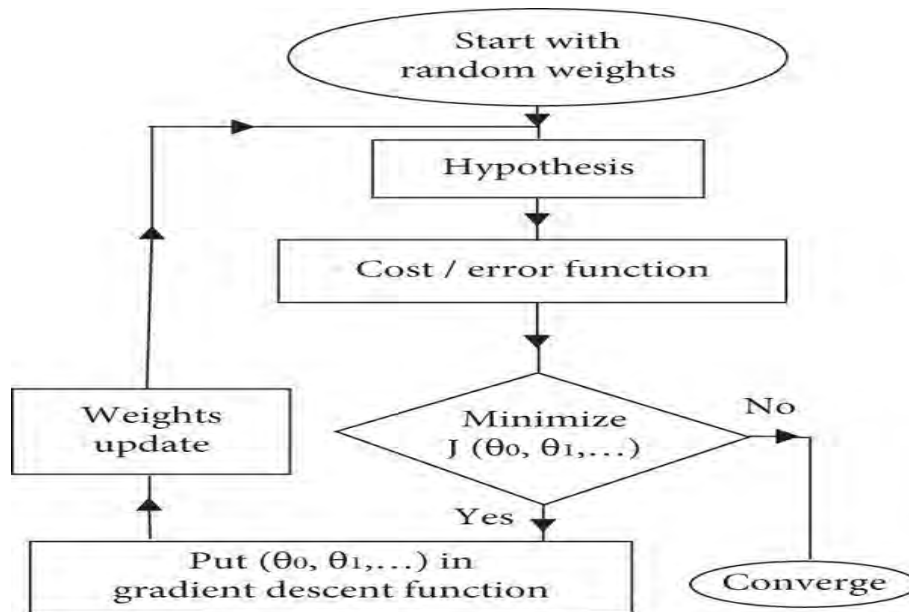 Start with
random weights
Hypothesis
Cost / error function
Minimize
J (θ0, θ1,...)
No
Yes
Weights
update
Put (θ0, θ1,...) in
gradient descent function
Converge